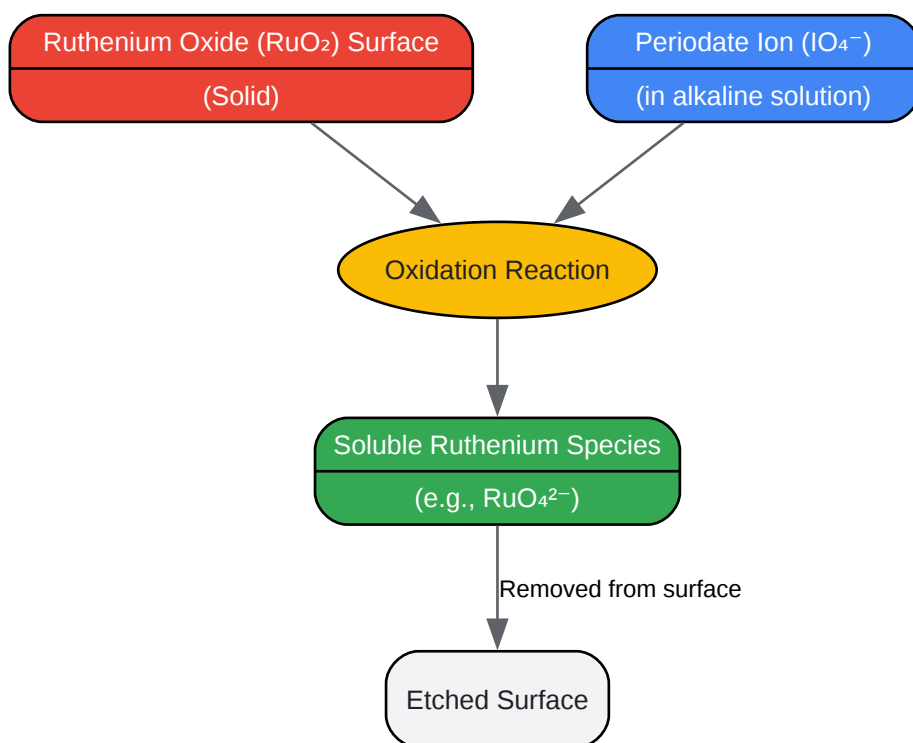 Ruthenium Oxide (RuO₂) Surface
(Solid)
Periodate Ion (IO₄⁻)
(in alkaline solution)
Oxidation Reaction
Soluble Ruthenium Species
(e.g., RuO₄²⁻)
Removed from surface
Etched Surface